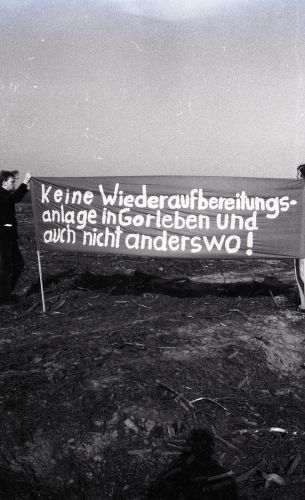 Keine Wiederaufbereitungs-
anlage in Gorleben und
auch nicht anderswo!